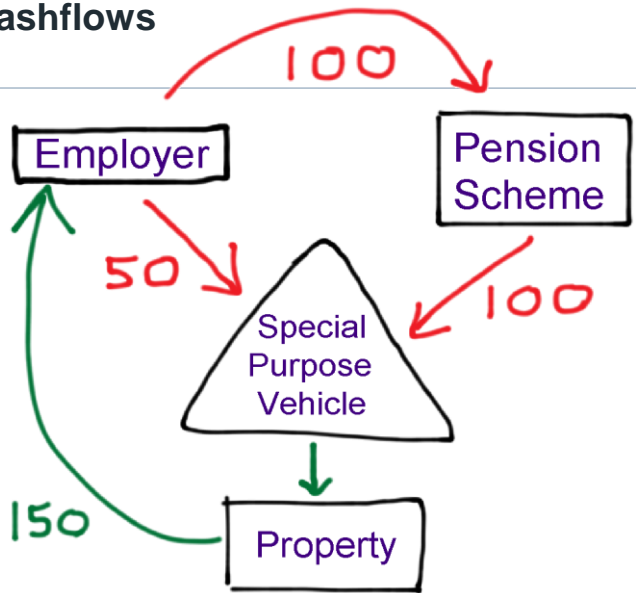 ashflows
100
Employer
Pension
Scheme
50
100
Special
Purpose
Vehicle
150
Property